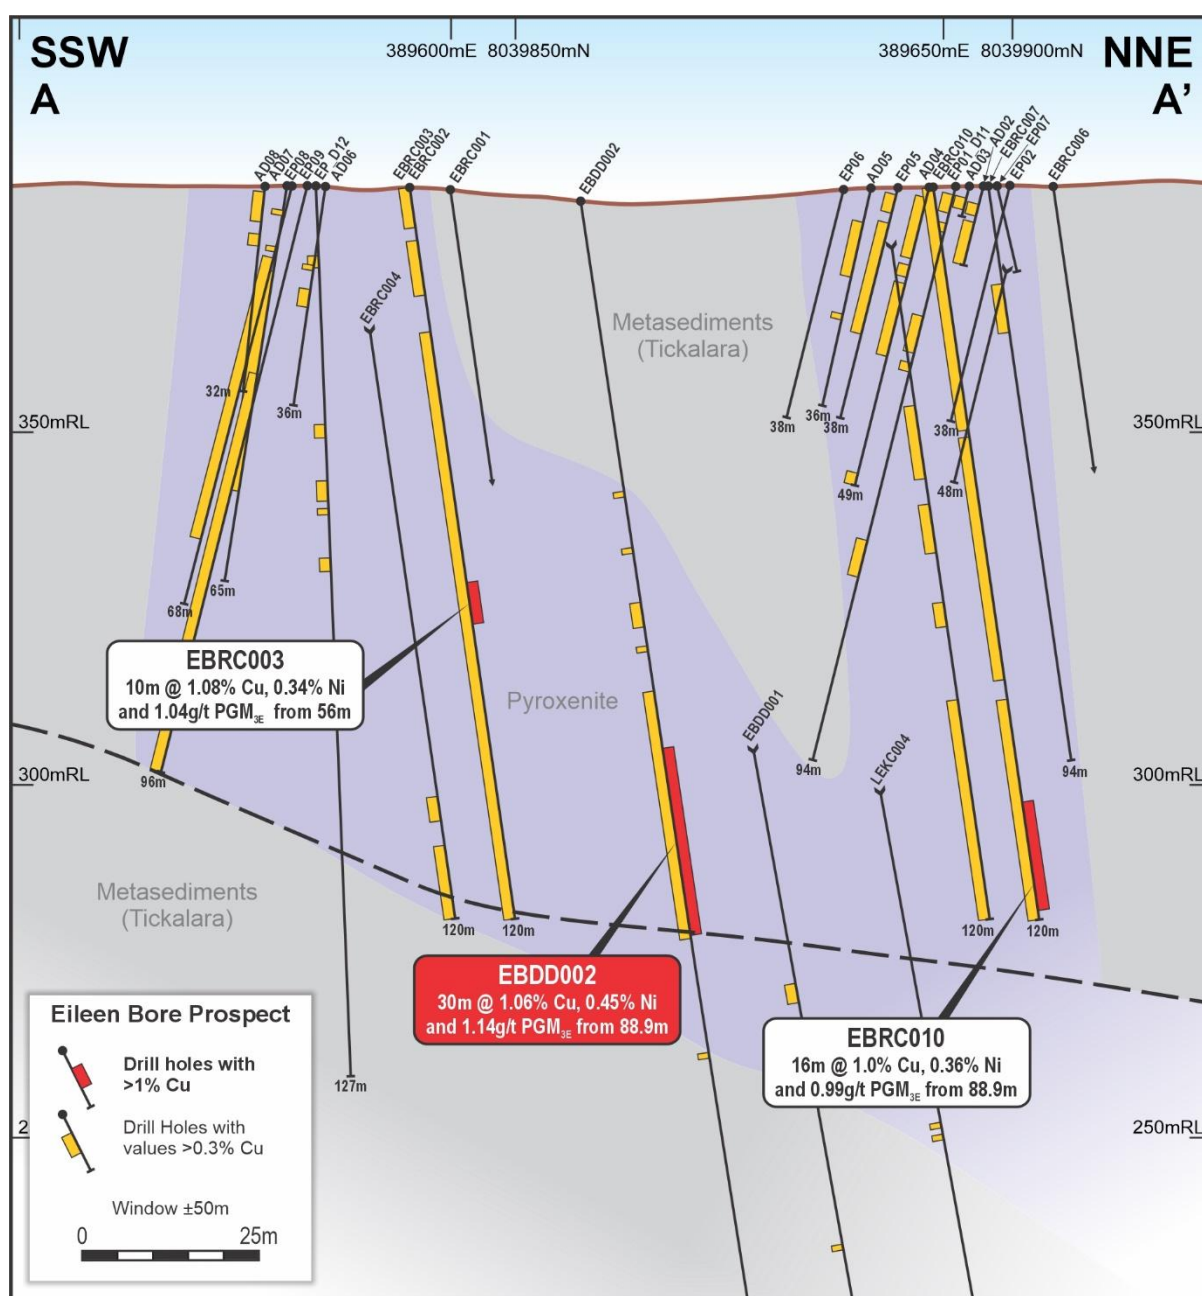 SSW
A
389600mE
8039850mN
389650mE
8039900mN
NNE
A’
AD08
AD07
EP08
EP09
EP_D12
AD06
EBRC003
EBRC002
EBRC001
EBDD002
EP06
AD05
EP05
AD04
EBRC010
EP01_D11
AD03
AD02
EBRC007
EP07
EP02
EBRC006
EBRC004
Metasediments
(Tickalara)
32m
36m
38m
36m
38m
38m
350mRL
350mRL
49m
48m
65m
68m
EBRC003
10m @ 1.08% Cu, 0.34% Ni
and 1.04g/t PGM3E from 56m
Pyroxenite
EBDD001
LEKC004
300mRL
96m
94m
94m
300mRL
Metasediments
(Tickalara)
120m
120m
120m
120m
EBDD002
30m @ 1.06% Cu, 0.45% Ni
and 1.14g/t PGM3E from 88.9m
EBRC010
16m @ 1.0% Cu, 0.36% Ni
and 0.99g/t PGM3E from 88.9m
127m
2
250mRL
Eileen Bore Prospect
Drill holes with
>1% Cu
Drill Holes with
values >0.3% Cu
Window ±50m
0
25m